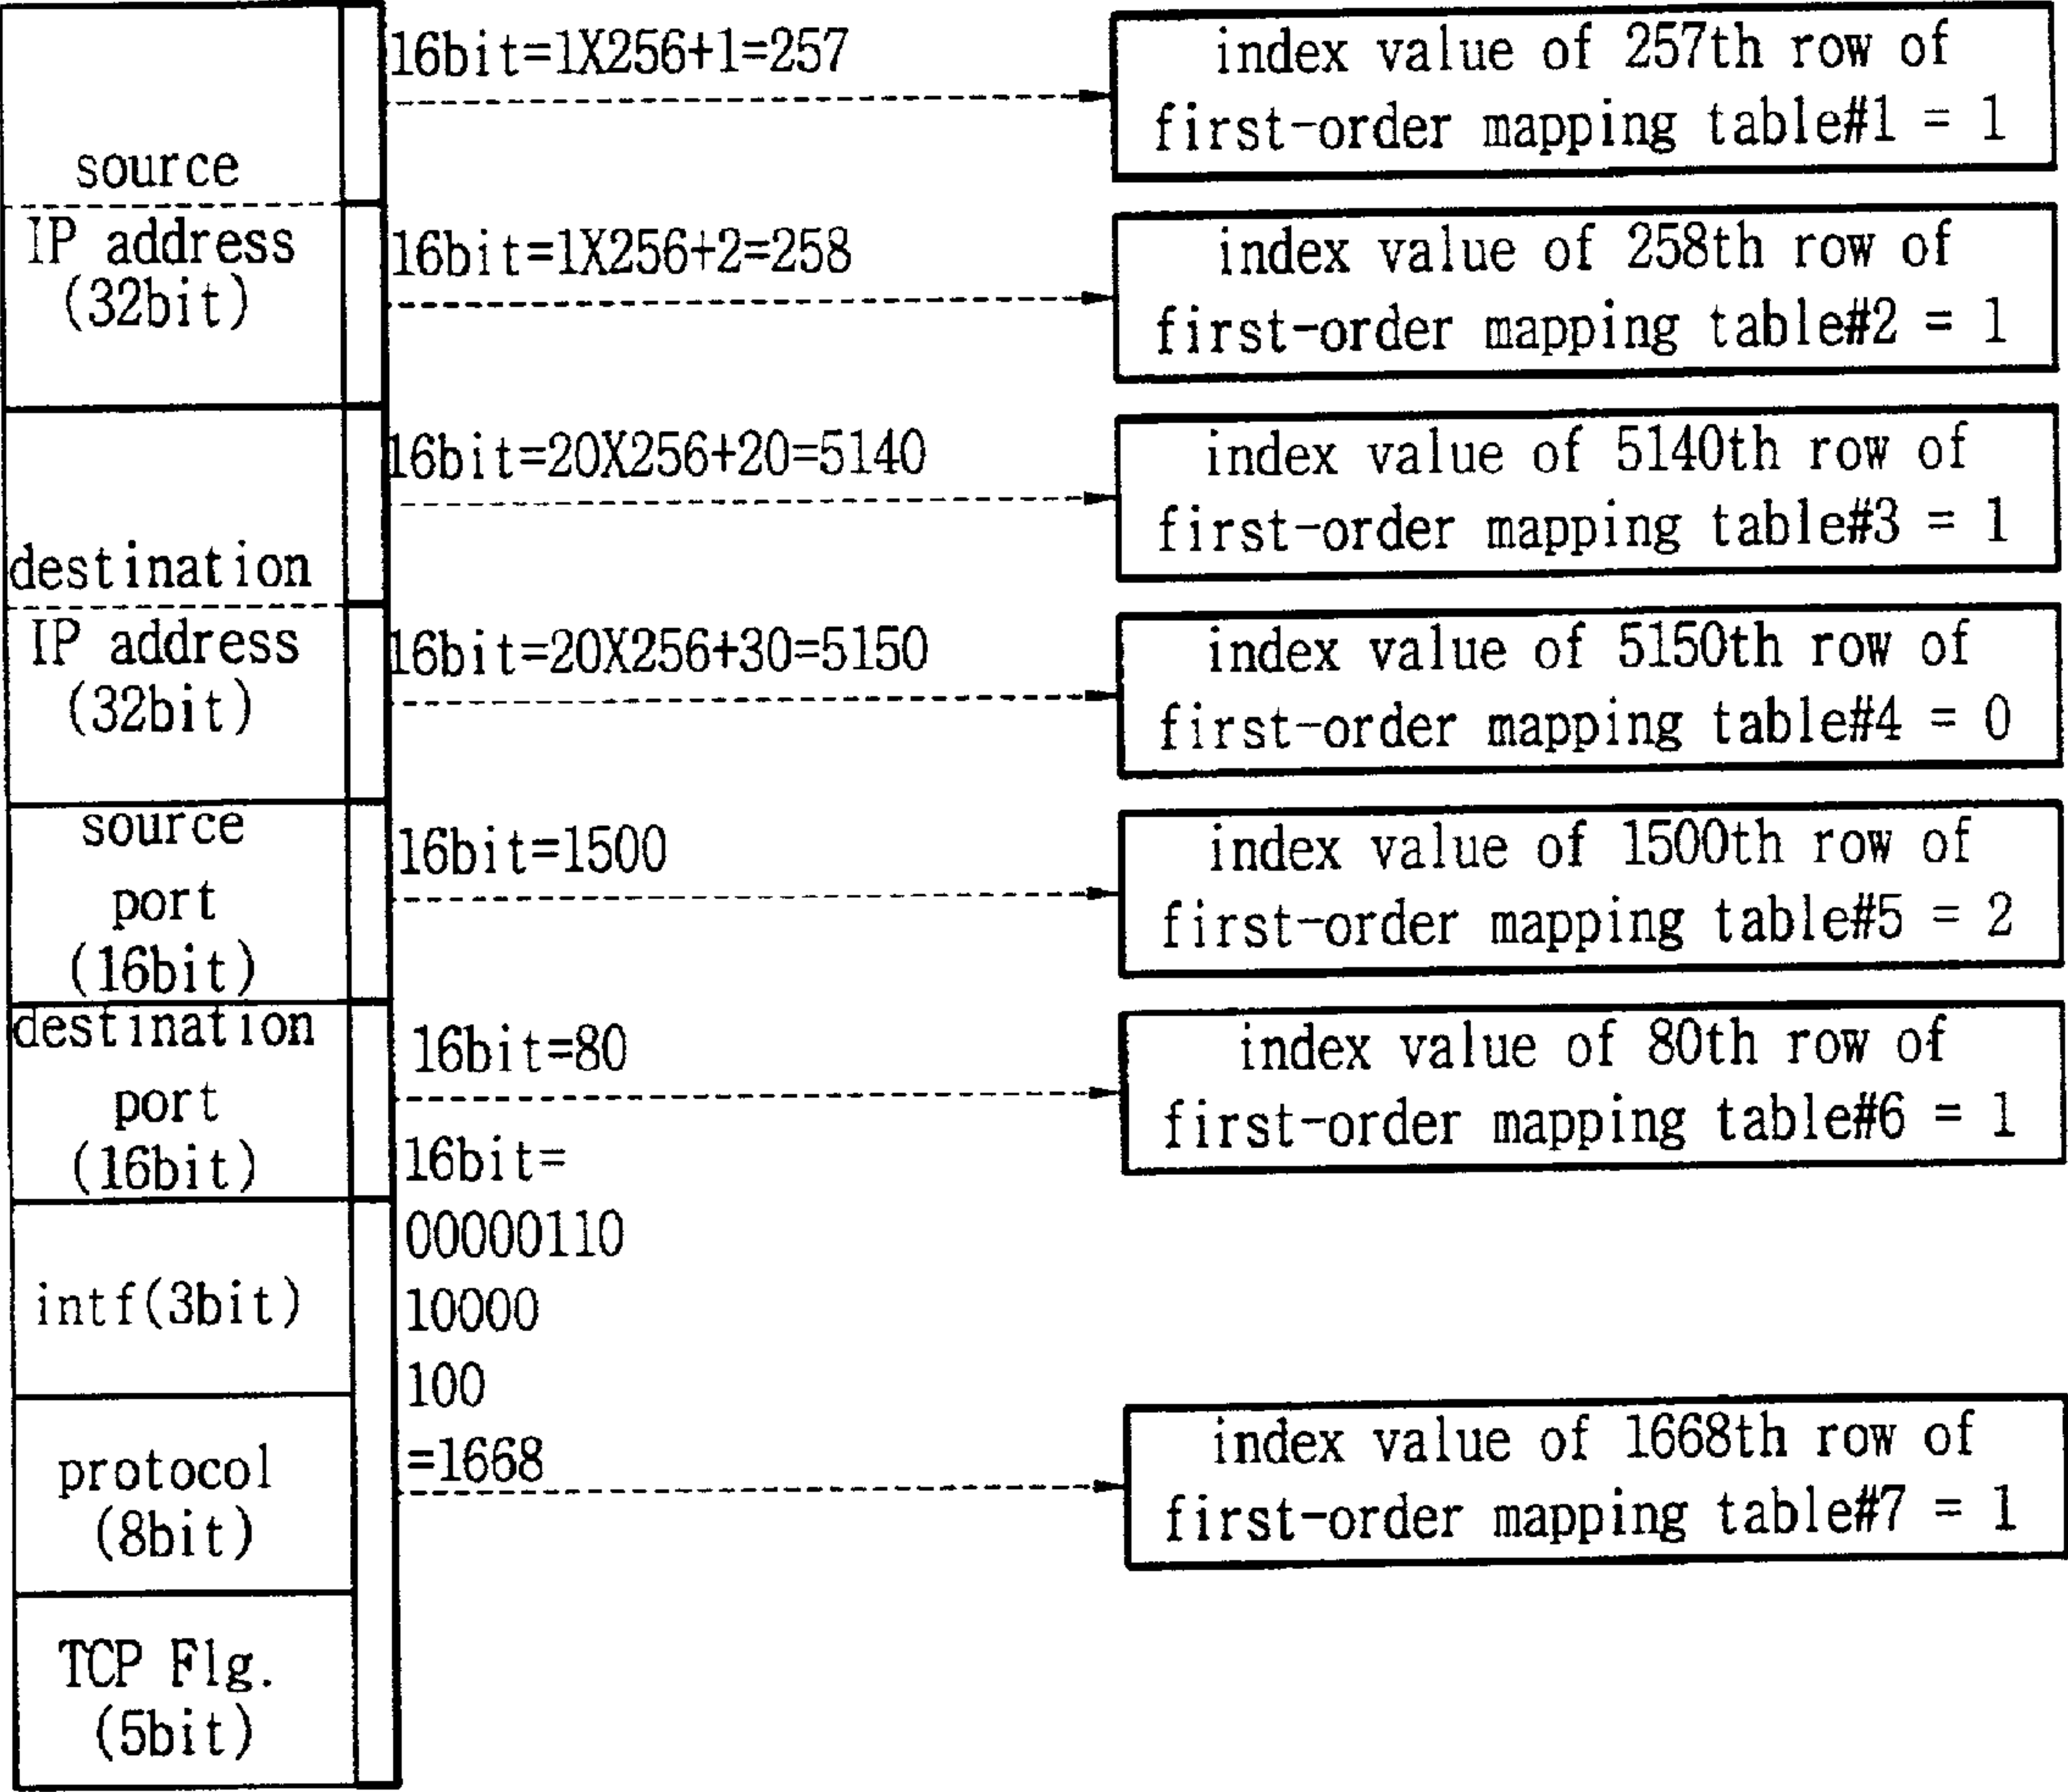 source
IP address
(32bit)
16bit=1X256+1=257
index value of 257th row of
first-order mapping table#1 = 1
16bit=1X256+2=258
index value of 258th row of
first-order mapping table#2 = 1
destination
IP address
(32bit)
16bit=20X256+20=5140
index value of 5140th row of
first-order mapping table#3 = 1
16bit=20X256+30=5150
index value of 5150th row of
first-order mapping table#4 = 0
source
port
(16bit)
16bit=1500
index value of 1500th row of
first-order mapping table#5 = 2
destination
port
(16bit)
16bit=80
index value of 80th row of
first-order mapping table#6 = 1
intf(3bit)
protocol
(8bit)
TCP Flg.
(5bit)
16bit=
00000110
10000
100
=1668
index value of 1668th row of
first-order mapping table#7 = 1